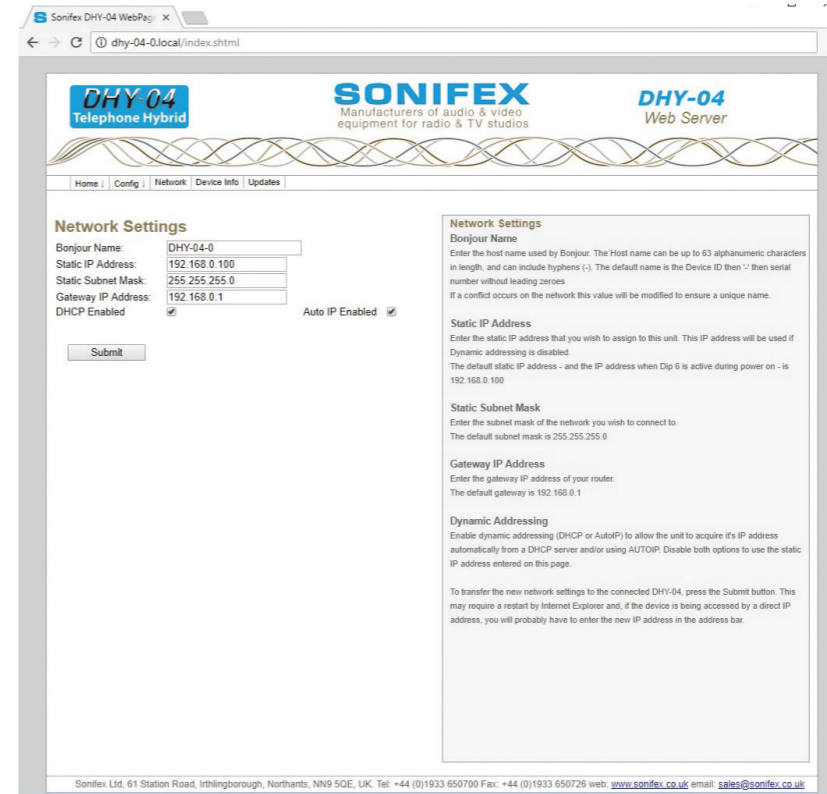 Sonifex DHY-04 WebPag
dhy-04-0.local/index.shtml
DHY-04
Telephone Hybrid
SONIFEX
Manufacturers of audio & video
equipment for radio & TV studios
DHY-04
Web Server
Home Config Network Device Info Updates
Network Settings
Bonjour Name: DHY-04-0
Static IP Address: 192.168.0.100
Static Subnet Mask: 255.255.255.0
Gateway IP Address: 192.168.0.1
DHCP Enabled Auto IP Enabled
Submit
Network Settings
Bonjour Name
Enter the host name used by Bonjour. The Host name can be up to 63 alphanumeric characters
in length, and can include hyphens (-). The default name is the Device ID then '-' then serial
number without leading zeroes
If a conflict occurs on the network this value will be modified to ensure a unique name.
Static IP Address
Enter the static IP address that you wish to assign to this unit. This IP address will be used if
Dynamic addressing is disabled.
The default static IP address - and the IP address when Dip 6 is active during power on - is
192.168.0.100
Static Subnet Mask
Enter the subnet mask of the network you wish to connect to.
The default subnet mask is 255.255.255.0
Gateway IP Address
Enter the gateway IP address of your router.
The default gateway is 192.168.0.1
Dynamic Addressing
Enable dynamic addressing (DHCP or AutoIP) to allow the unit to acquire it's IP address
automatically from a DHCP server and/or using AUTOIP. Disable both options to use the static
IP address entered on this page.
To transfer the new network settings to the connected DHY-04, press the Submit button. This
may require a restart by Internet Explorer and, if the device is being accessed by a direct IP
address, you will probably have to enter the new IP address in the address bar.
Sonifex Ltd, 61 Station Road, Irthlingborough, Northants, NN9 5QE, UK. Tel: +44 (0)1933 650700 Fax: +44 (0)1933 650726 web: www.sonifex.co.uk email: sales@sonifex.co.uk